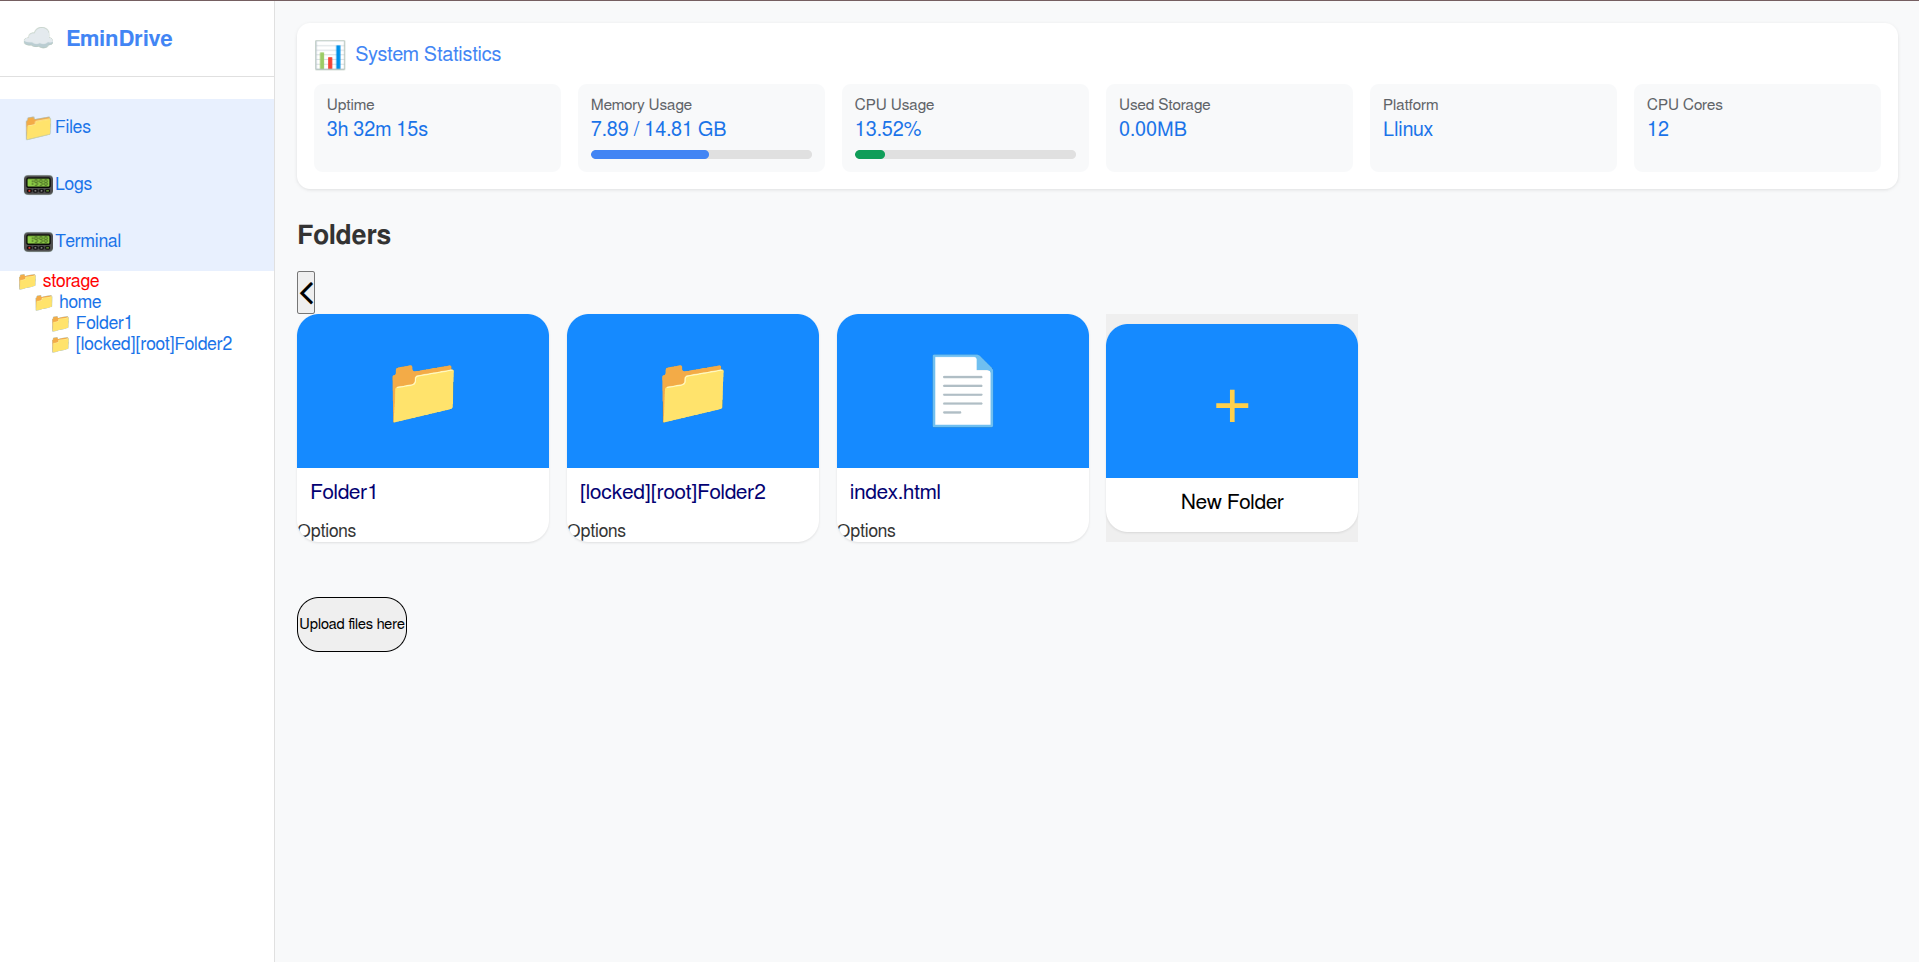 EminDrive
Files
Logs
Terminal
storage
home
Folder1
[locked][root]Folder2
System Statistics
Uptime
3h 32m 15s
Memory Usage
7.89 / 14.81 GB
CPU Usage
13.52%
Used Storage
0.00MB
Platform
Llinux
CPU Cores
12
Folders
Folder1
Options
[locked][root]Folder2
Options
index.html
Options
+
New Folder
Upload files here